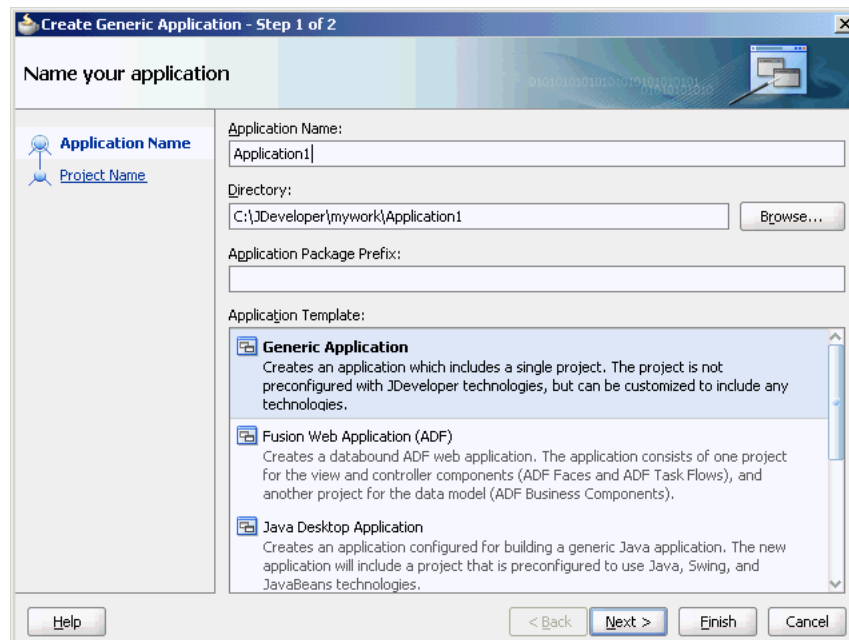 Create Generic Application - Step 1 of 2
Name your application
Application Name
Project Name
Application Name:
Application1
Directory:
C:\JDeveloper\mywork\Application1
Browse...
Application Package Prefix:
Application Template:
Generic Application
Creates an application which includes a single project. The project is not
preconfigured with JDeveloper technologies, but can be customized to include any
technologies.
Fusion Web Application (ADF)
Creates a databound ADF web application. The application consists of one project
for the view and controller components (ADF Faces and ADF Task Flows), and
another project for the data model (ADF Business Components).
Java Desktop Application
Creates an application configured for building a generic Java application. The new
application will include a project that is preconfigured to use Java, Swing, and
JavaBeans technologies.
Help
< Back
Next >
Finish
Cancel